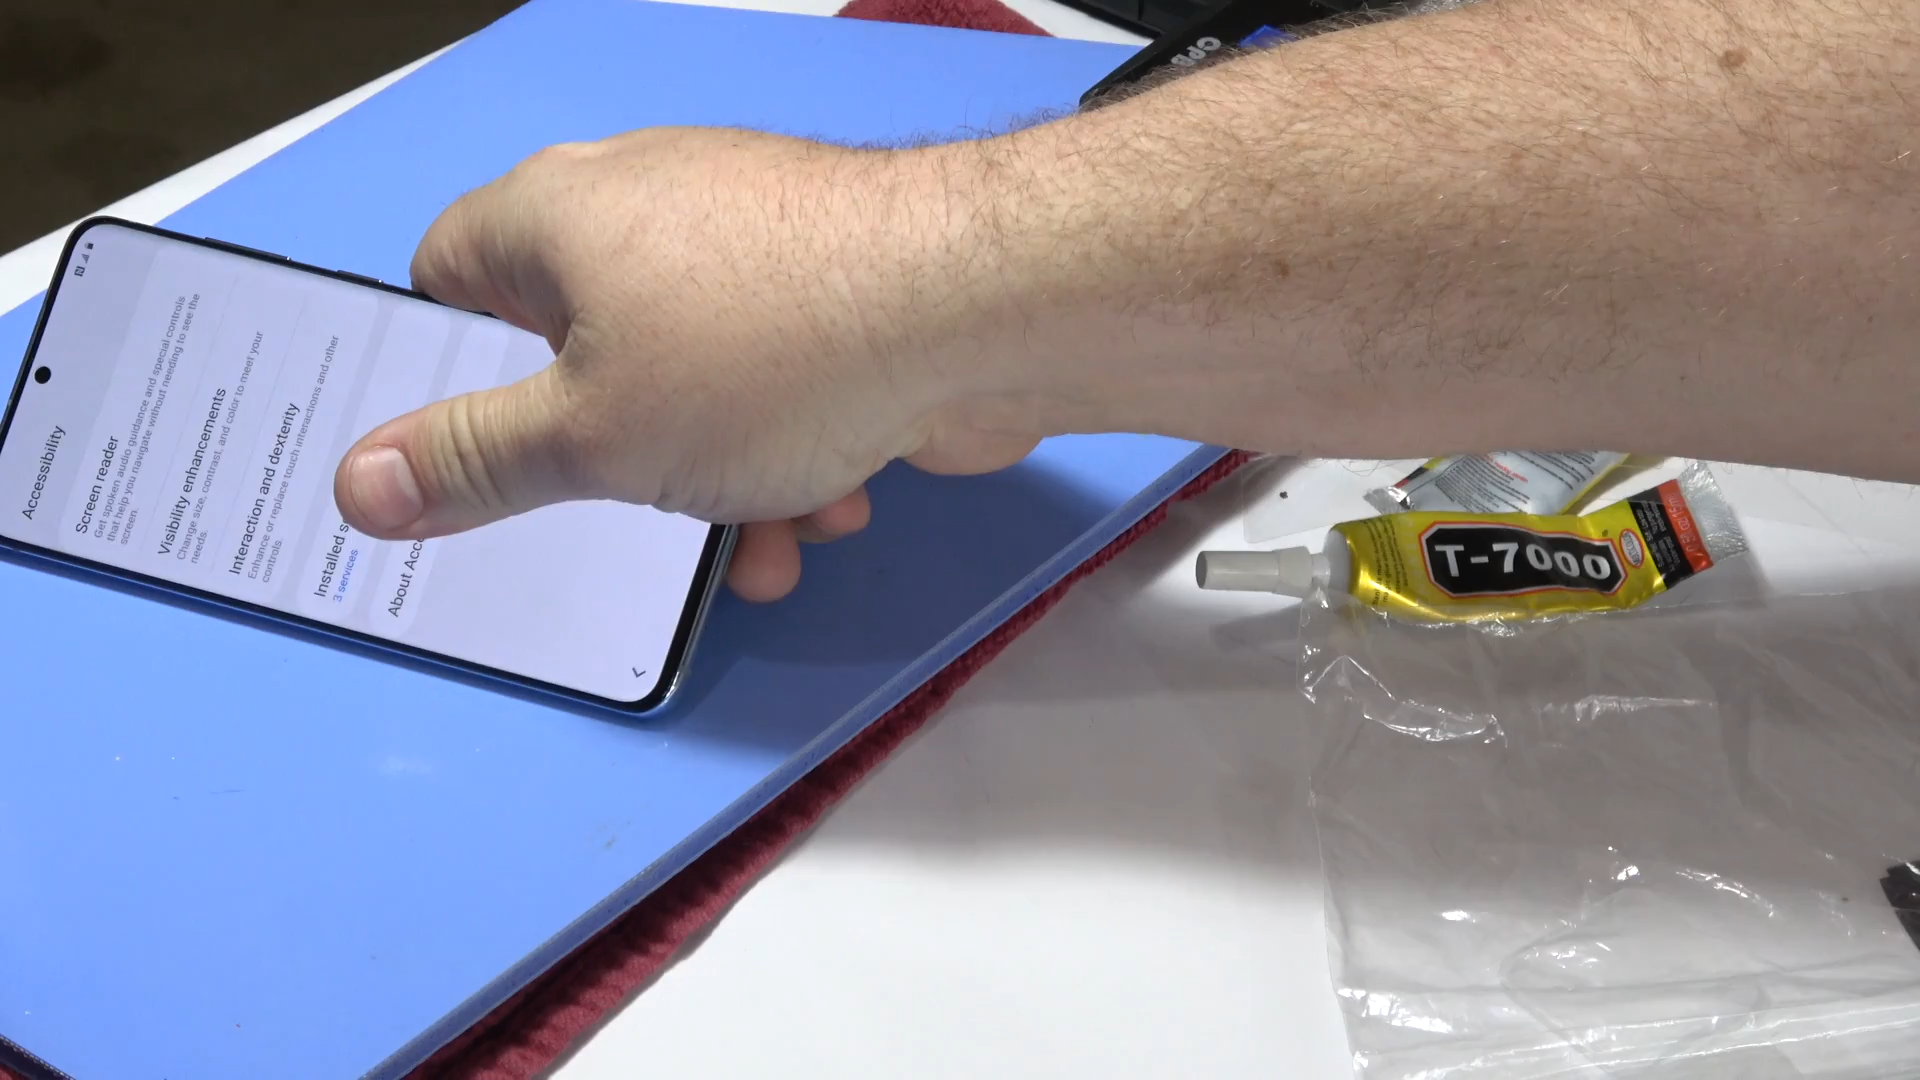 Accessibility
Screen reader
Get spoken audio guidance and special controls
that help you navigate without needing to see the
screen.
Visibility enhancements
Change size, contrast, and color to meet your
needs.
Interaction and dexterity
Enhance or replace touch interactions and other
controls.
Installed s
3 services
About Acc
T-7000